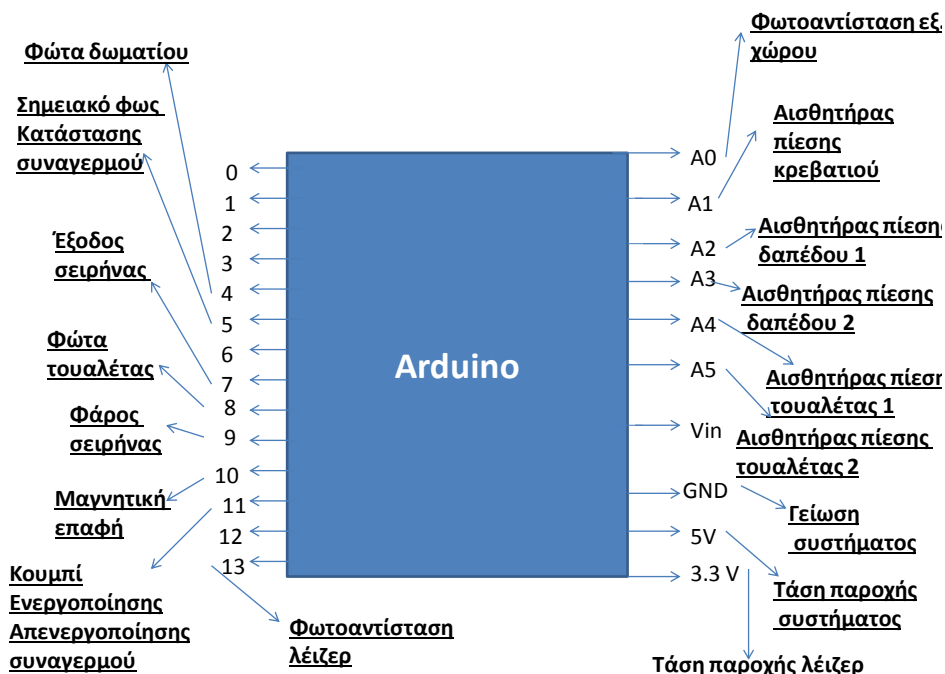 Φώτα δωματίου
Σημειακό φως
Κατάστασης
συναγερμού
Έξοδος
σειρήνας
Φώτα
τουαλέτας
Φάρος
σειρήνας
Μαγνητική
επαφή
Κουμπί
Ενεργοποίησης
Απενεργοποίησης
συναγερμού
0
1
2
3
4
5
6
7
8
9
10
11
12
13
Φωτοαντίσταση
λέιζερ
Arduino
A0
A1
A2
A3
A4
A5
Vin
GND
5V
3.3 V
Φωτοαντίσταση εξ.
χώρου
Αισθητήρας
πίεσης
κρεβατιού
Αισθητήρας πίεσης
δαπέδου 1
Αισθητήρας πίεσης
δαπέδου 2
Αισθητήρας πίεση
τουαλέτας 1
Αισθητήρας πίεσης
τουαλέτας 2
Γείωση
συστήματος
Τάση παροχής
συστήματος
Τάση παροχής λέιζερ